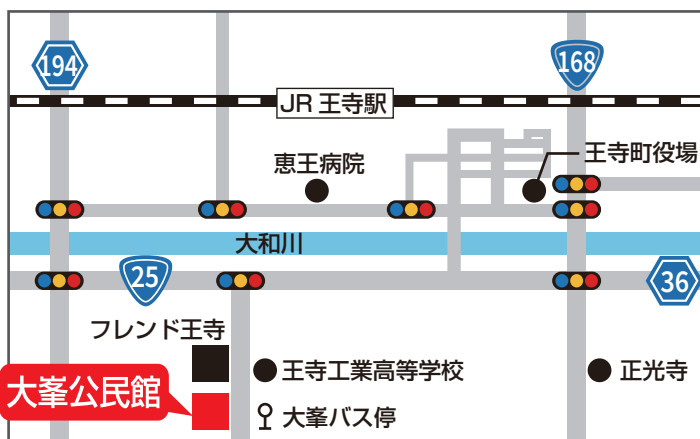 194
168
JR 王寺駅
恵王病院
王寺町役場
大和川
25
36
フレンド王寺
王寺工業高等学校
正光寺
大峯公民館
大峯バス停